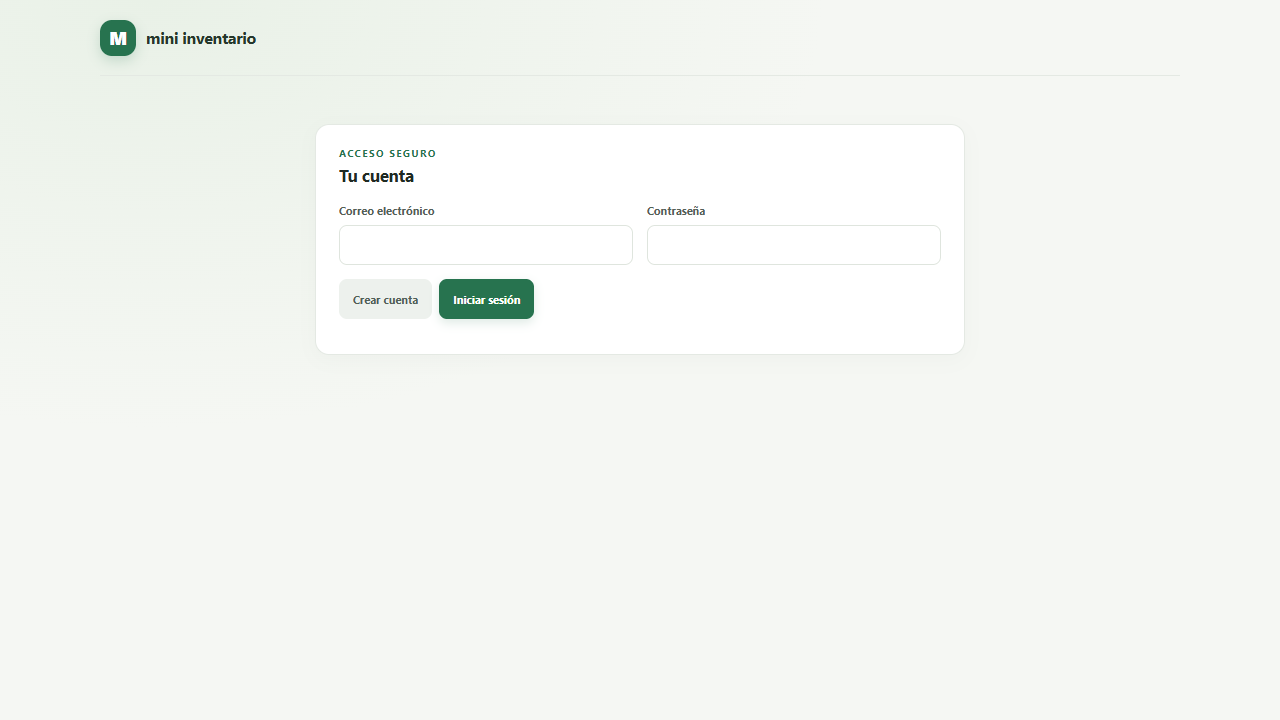 M mini inventario
ACCESO SEGURO
Tu cuenta
Correo electrónico Contraseña
Crear cuenta Iniciar sesión